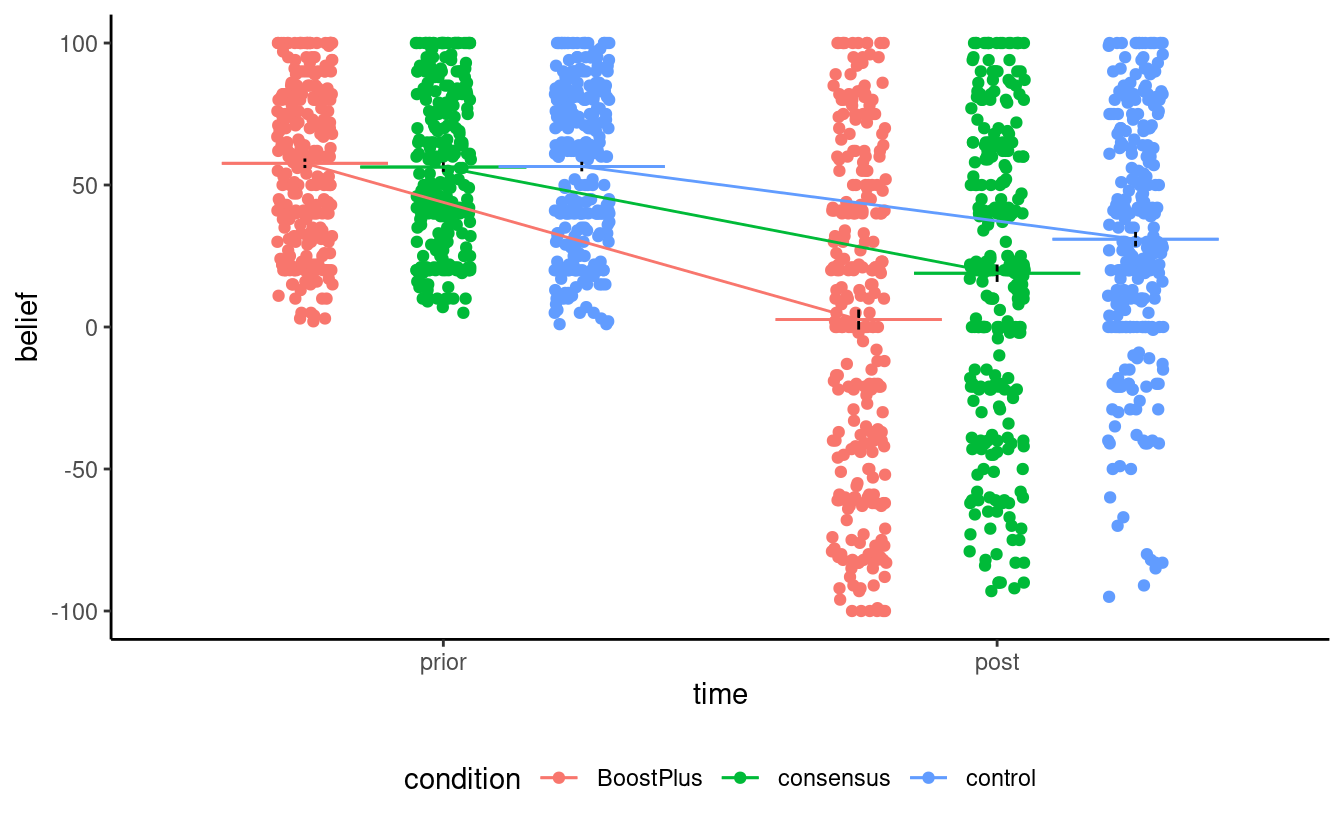 100
50
0
-50
-100
belief
prior post
time
condition BoostPlus consensus control